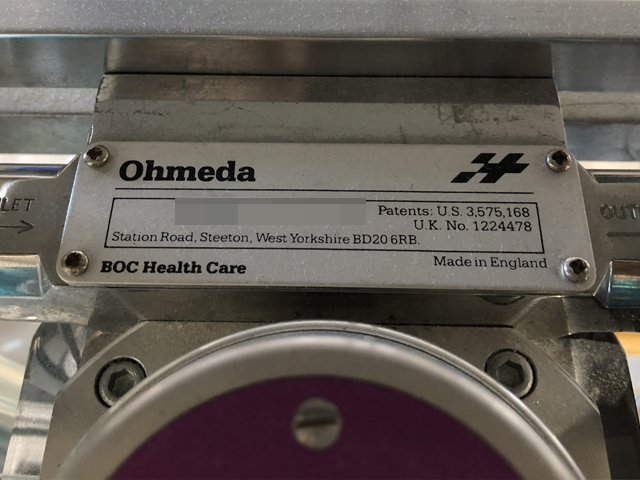 Ohmeda
Patents: U.S. 3,575,168
U.K. No. 1224478
Station Road, Steeton, West Yorkshire BD20 6RB.
BOC Health Care
Made in England